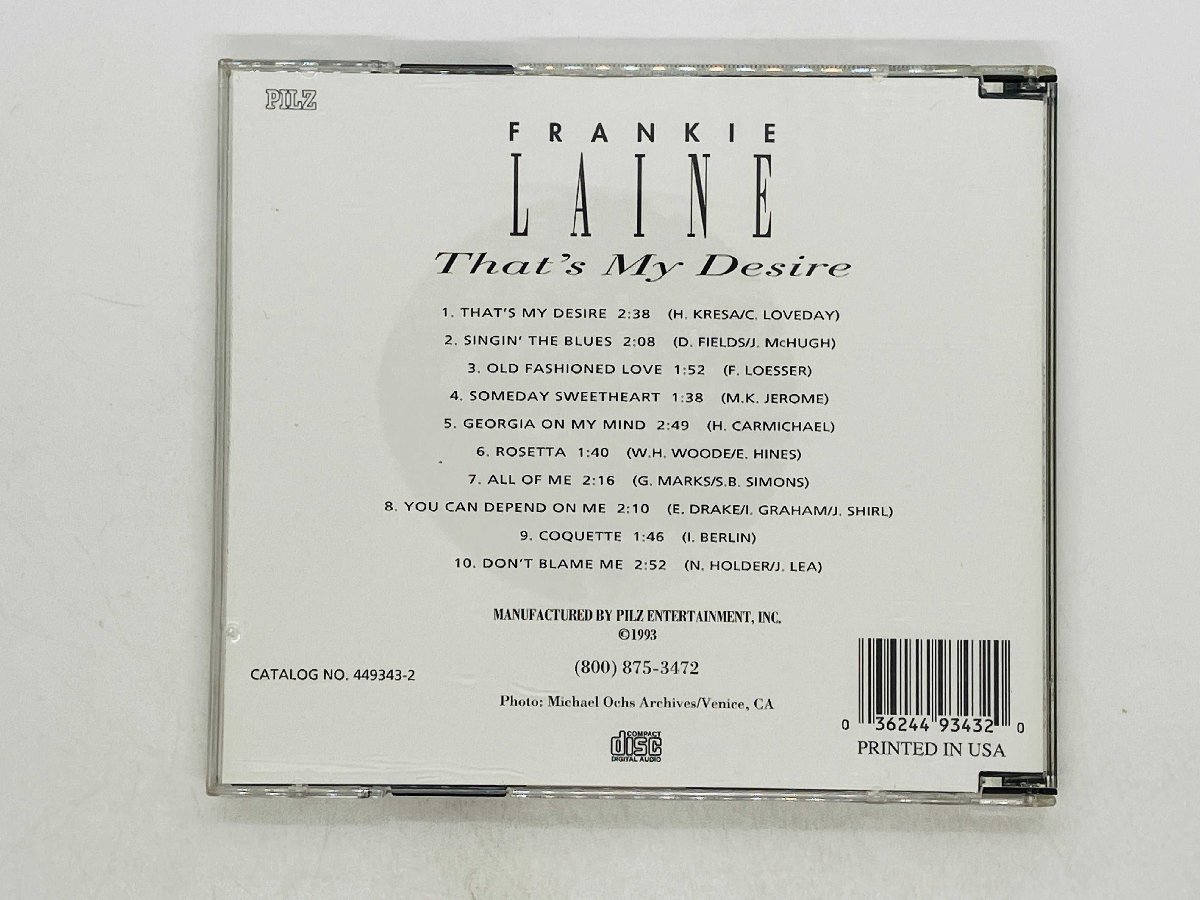 PILZ
FRANKIE
LAINE
That's My Desire
1. THAT'S MY DESIRE 2:38 (H. KRESA/C. LOVEDAY)
2. SINGIN' THE BLUES 2:08 (D. FIELDS/J. McHUGH)
3. OLD FASHIONED LOVE 1:52 (F. LOESSER)
4. SOMEDAY SWEETHEART 1:38 (M.K. JEROME)
5. GEORGIA ON MY MIND 2:49 (H. CARMICHAEL)
6. ROSETTA 1:40 (W.H. WOODE/E. HINES)
7. ALL OF ME 2:16 (G. MARKS/S.B. SIMONS)
8. YOU CAN DEPEND ON ME 2:10 (E. DRAKE/I. GRAHAM/J. SHIRL)
9. COQUETTE 1:46 (I. BERLIN)
10. DON'T BLAME ME 2:52 (N. HOLDER/J. LEA)
MANUFACTURED BY PILZ ENTERTAINMENT, INC.
©1993
(800) 875-3472
CATALOG NO. 449343-2
Photo: Michael Ochs Archives/Venice, CA
0 36244 93432 0
PRINTED IN USA
COMPACT
disc
DIGITAL AUDIO